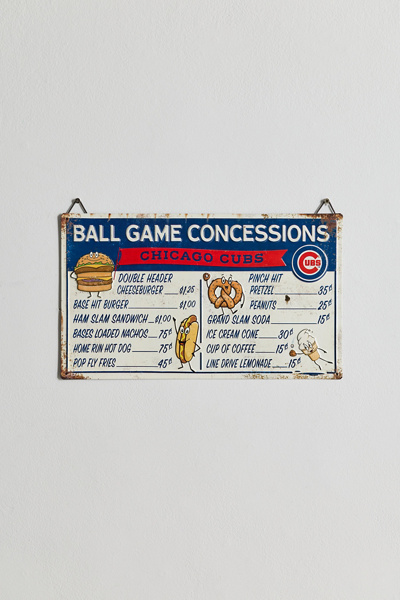 BALL GAME CONCESSIONS
CHICAGO CUBS
CUBS
DOUBLE HEADER
CHEESEBURGER $1.25
BASE HIT BURGER $1.00
HAM SLAM SANDWICH $1.00
BASES LOADED NACHOS 75¢
HOME RUN HOT DOG 75¢
POP FLY FRIES 45¢
PINCH HIT
PRETZEL 35¢
PEANUTS 25¢
GRAND SLAM SODA 15¢
ICE CREAM CONE 30¢
CUP OF COFFEE 15¢
LINE DRIVE LEMONADE 15¢